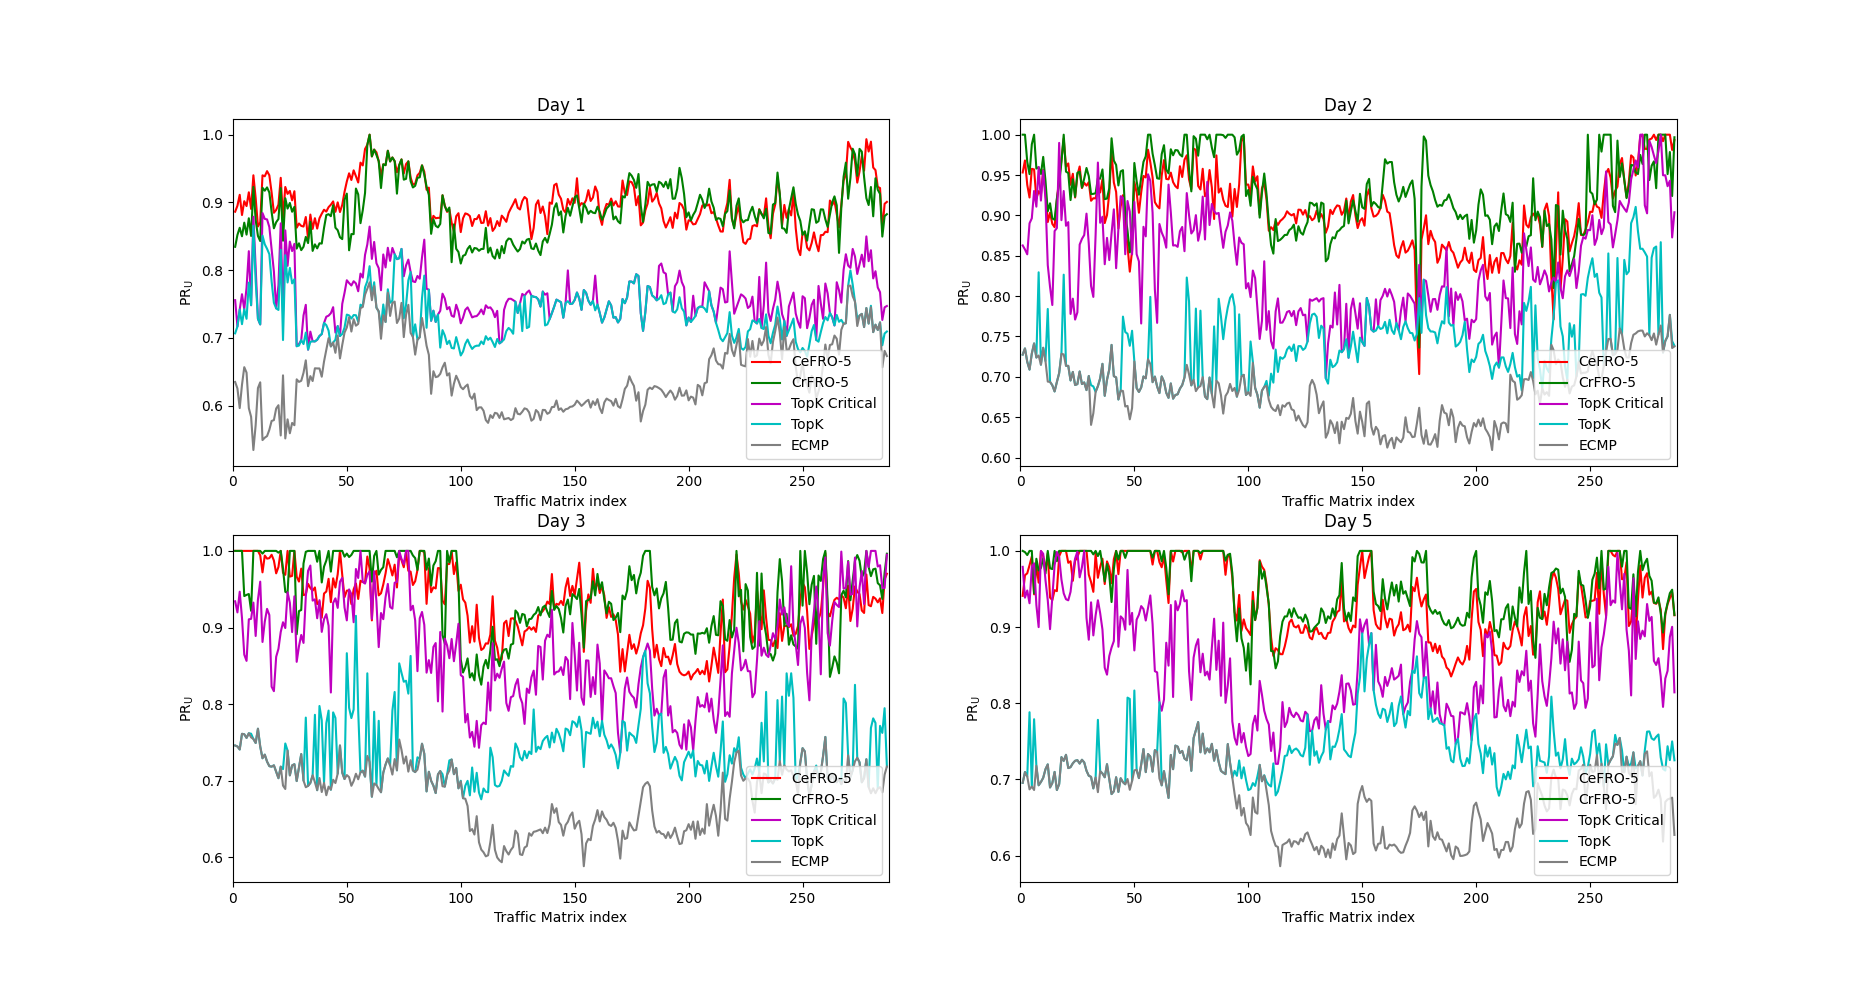 Day 1
1.0
0.9
0.8
0.7
0.6
PRU
0 50 100 150 200 250
Traffic Matrix index
CeFRO-5
CrFRO-5
TopK Critical
TopK
ECMP
Day 2
1.00
0.95
0.90
0.85
0.80
0.75
0.70
0.65
0.60
PRU
0 50 100 150 200 250
Traffic Matrix index
CeFRO-5
CrFRO-5
TopK Critical
TopK
ECMP
Day 3
1.0
0.9
0.8
0.7
0.6
PRU
0 50 100 150 200 250
Traffic Matrix index
CeFRO-5
CrFRO-5
TopK Critical
TopK
ECMP
Day 5
1.0
0.9
0.8
0.7
0.6
PRU
0 50 100 150 200 250
Traffic Matrix index
CeFRO-5
CrFRO-5
TopK Critical
TopK
ECMP